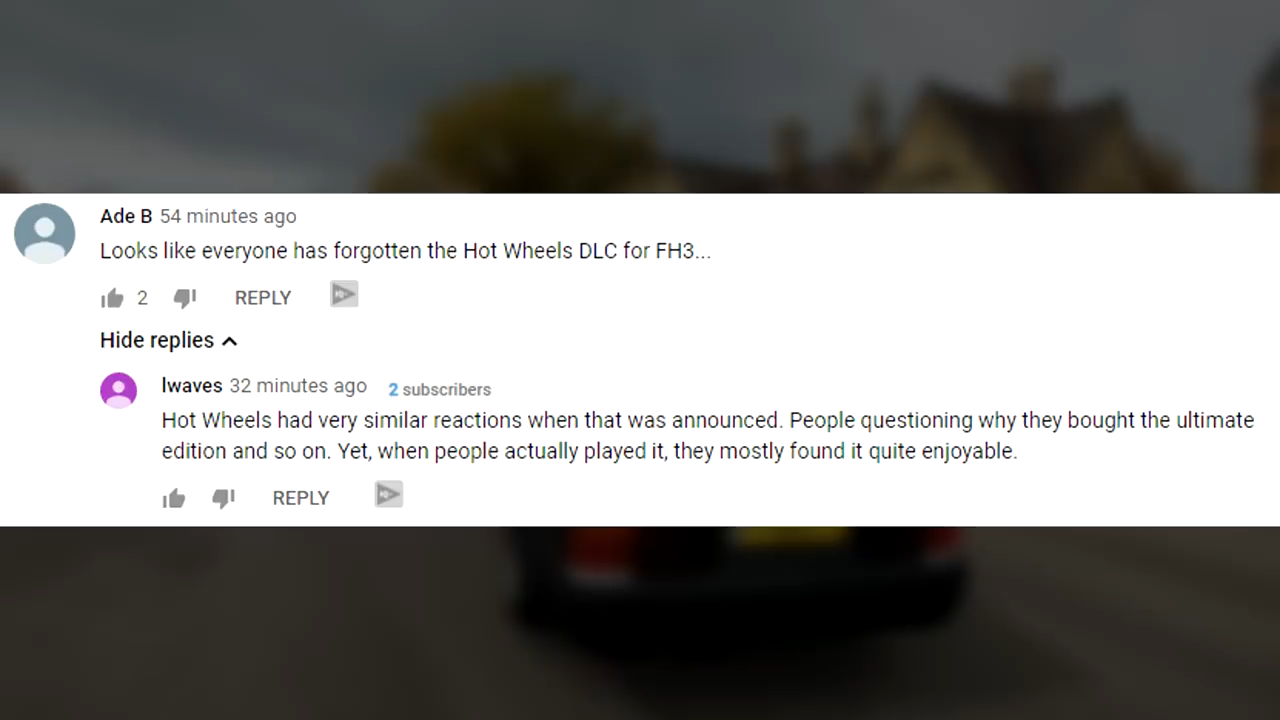 Ade B 54 minutes ago
Looks like everyone has forgotten the Hot Wheels DLC for FH3...
2 REPLY
Hide replies
lwaves 32 minutes ago 2 subscribers
Hot Wheels had very similar reactions when that was announced. People questioning why they bought the ultimate
edition and so on. Yet, when people actually played it, they mostly found it quite enjoyable.
REPLY